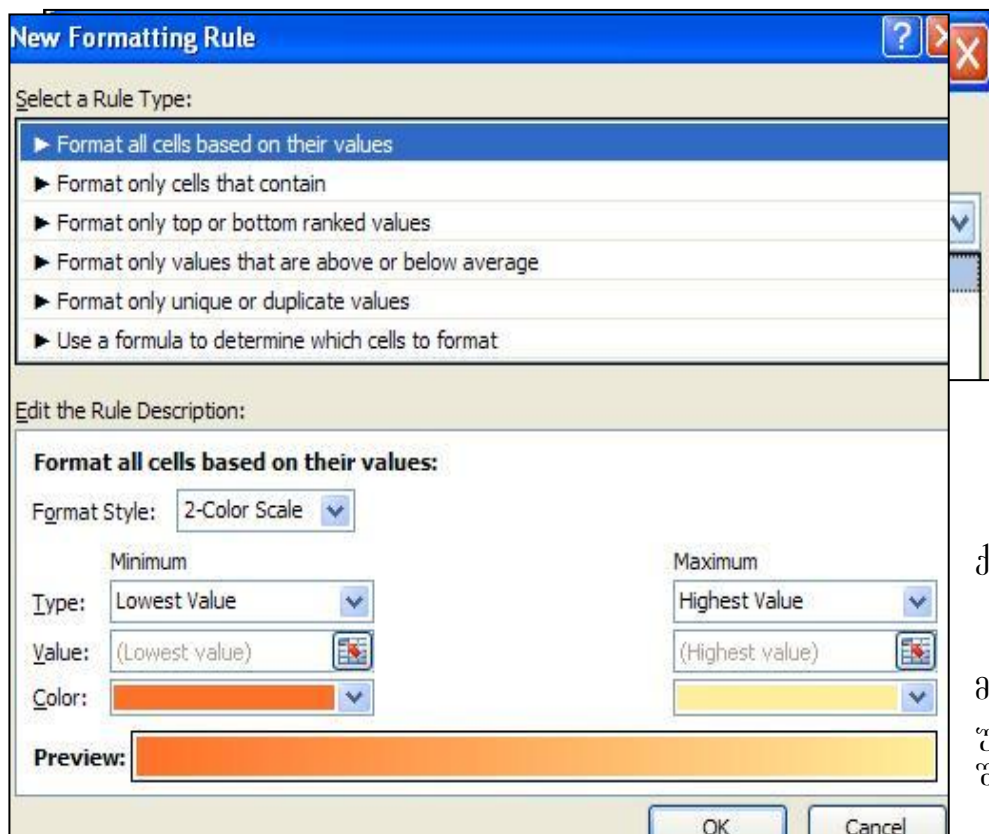 New Formatting Rule
Select a Rule Type:
► Format all cells based on their values
► Format only cells that contain
► Format only top or bottom ranked values
► Format only values that are above or below average
► Format only unique or duplicate values
► Use a formula to determine which cells to format
Edit the Rule Description:
Format all cells based on their values:
Format Style: 2-Color Scale
Minimum Maximum
Type: Lowest Value Highest Value
Value: (Lowest value) (Highest value)
Color:
Preview:
OK Cancel